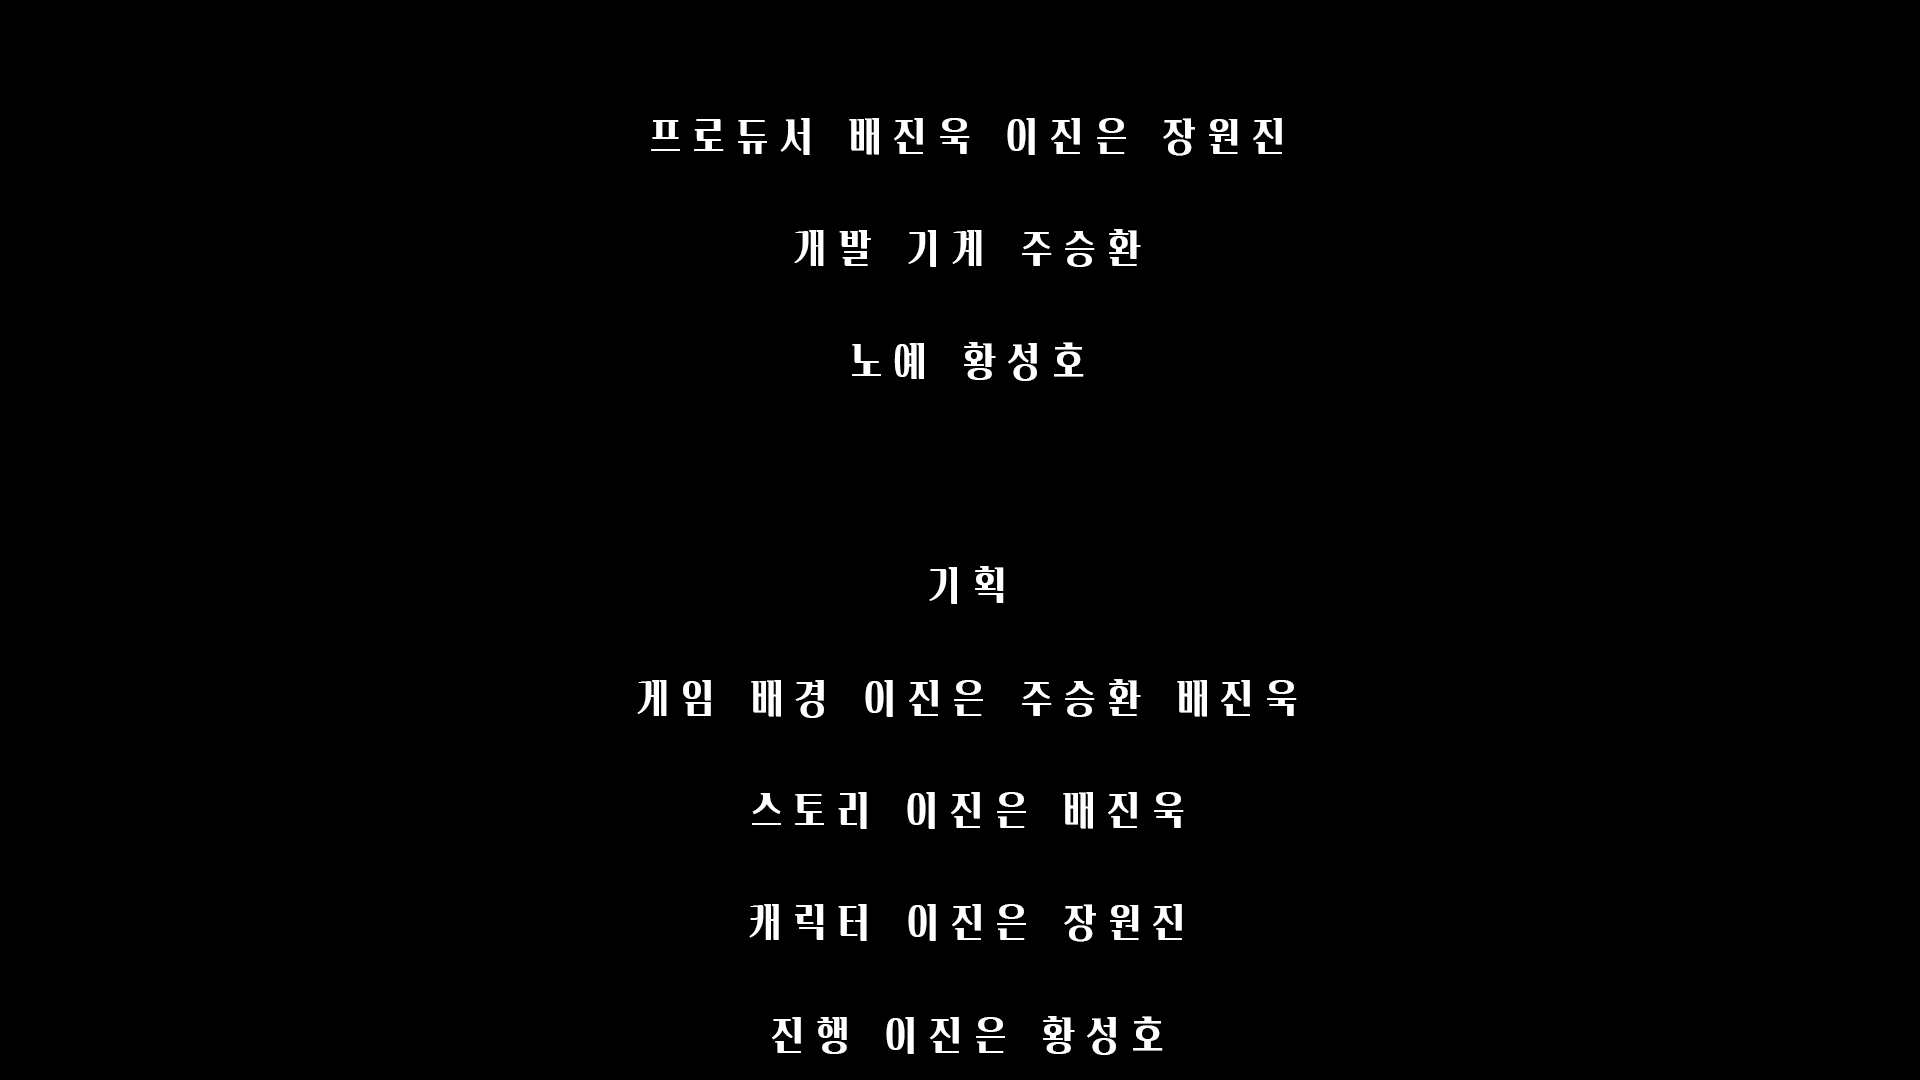 프로듀서 배진욱 이진은 장원진
개발 기계 주승환
노예 황성호
기획
게임 배경 이진은 주승환 배진욱
스토리 이진은 배진욱
캐릭터 이진은 장원진
진행 이진은 황성호